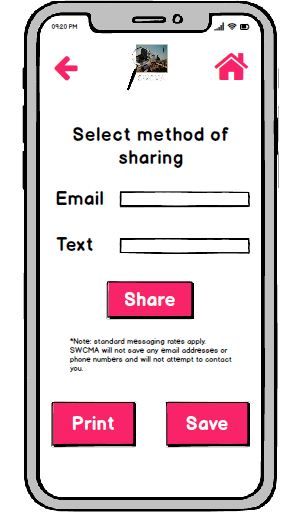 09:20 PM
Select method of
sharing
Email
Text
Share
*Note: standard messaging rates apply.
SWCMA will not save any email addresses or
phone numbers and will not attempt to contact
you.
Print
Save